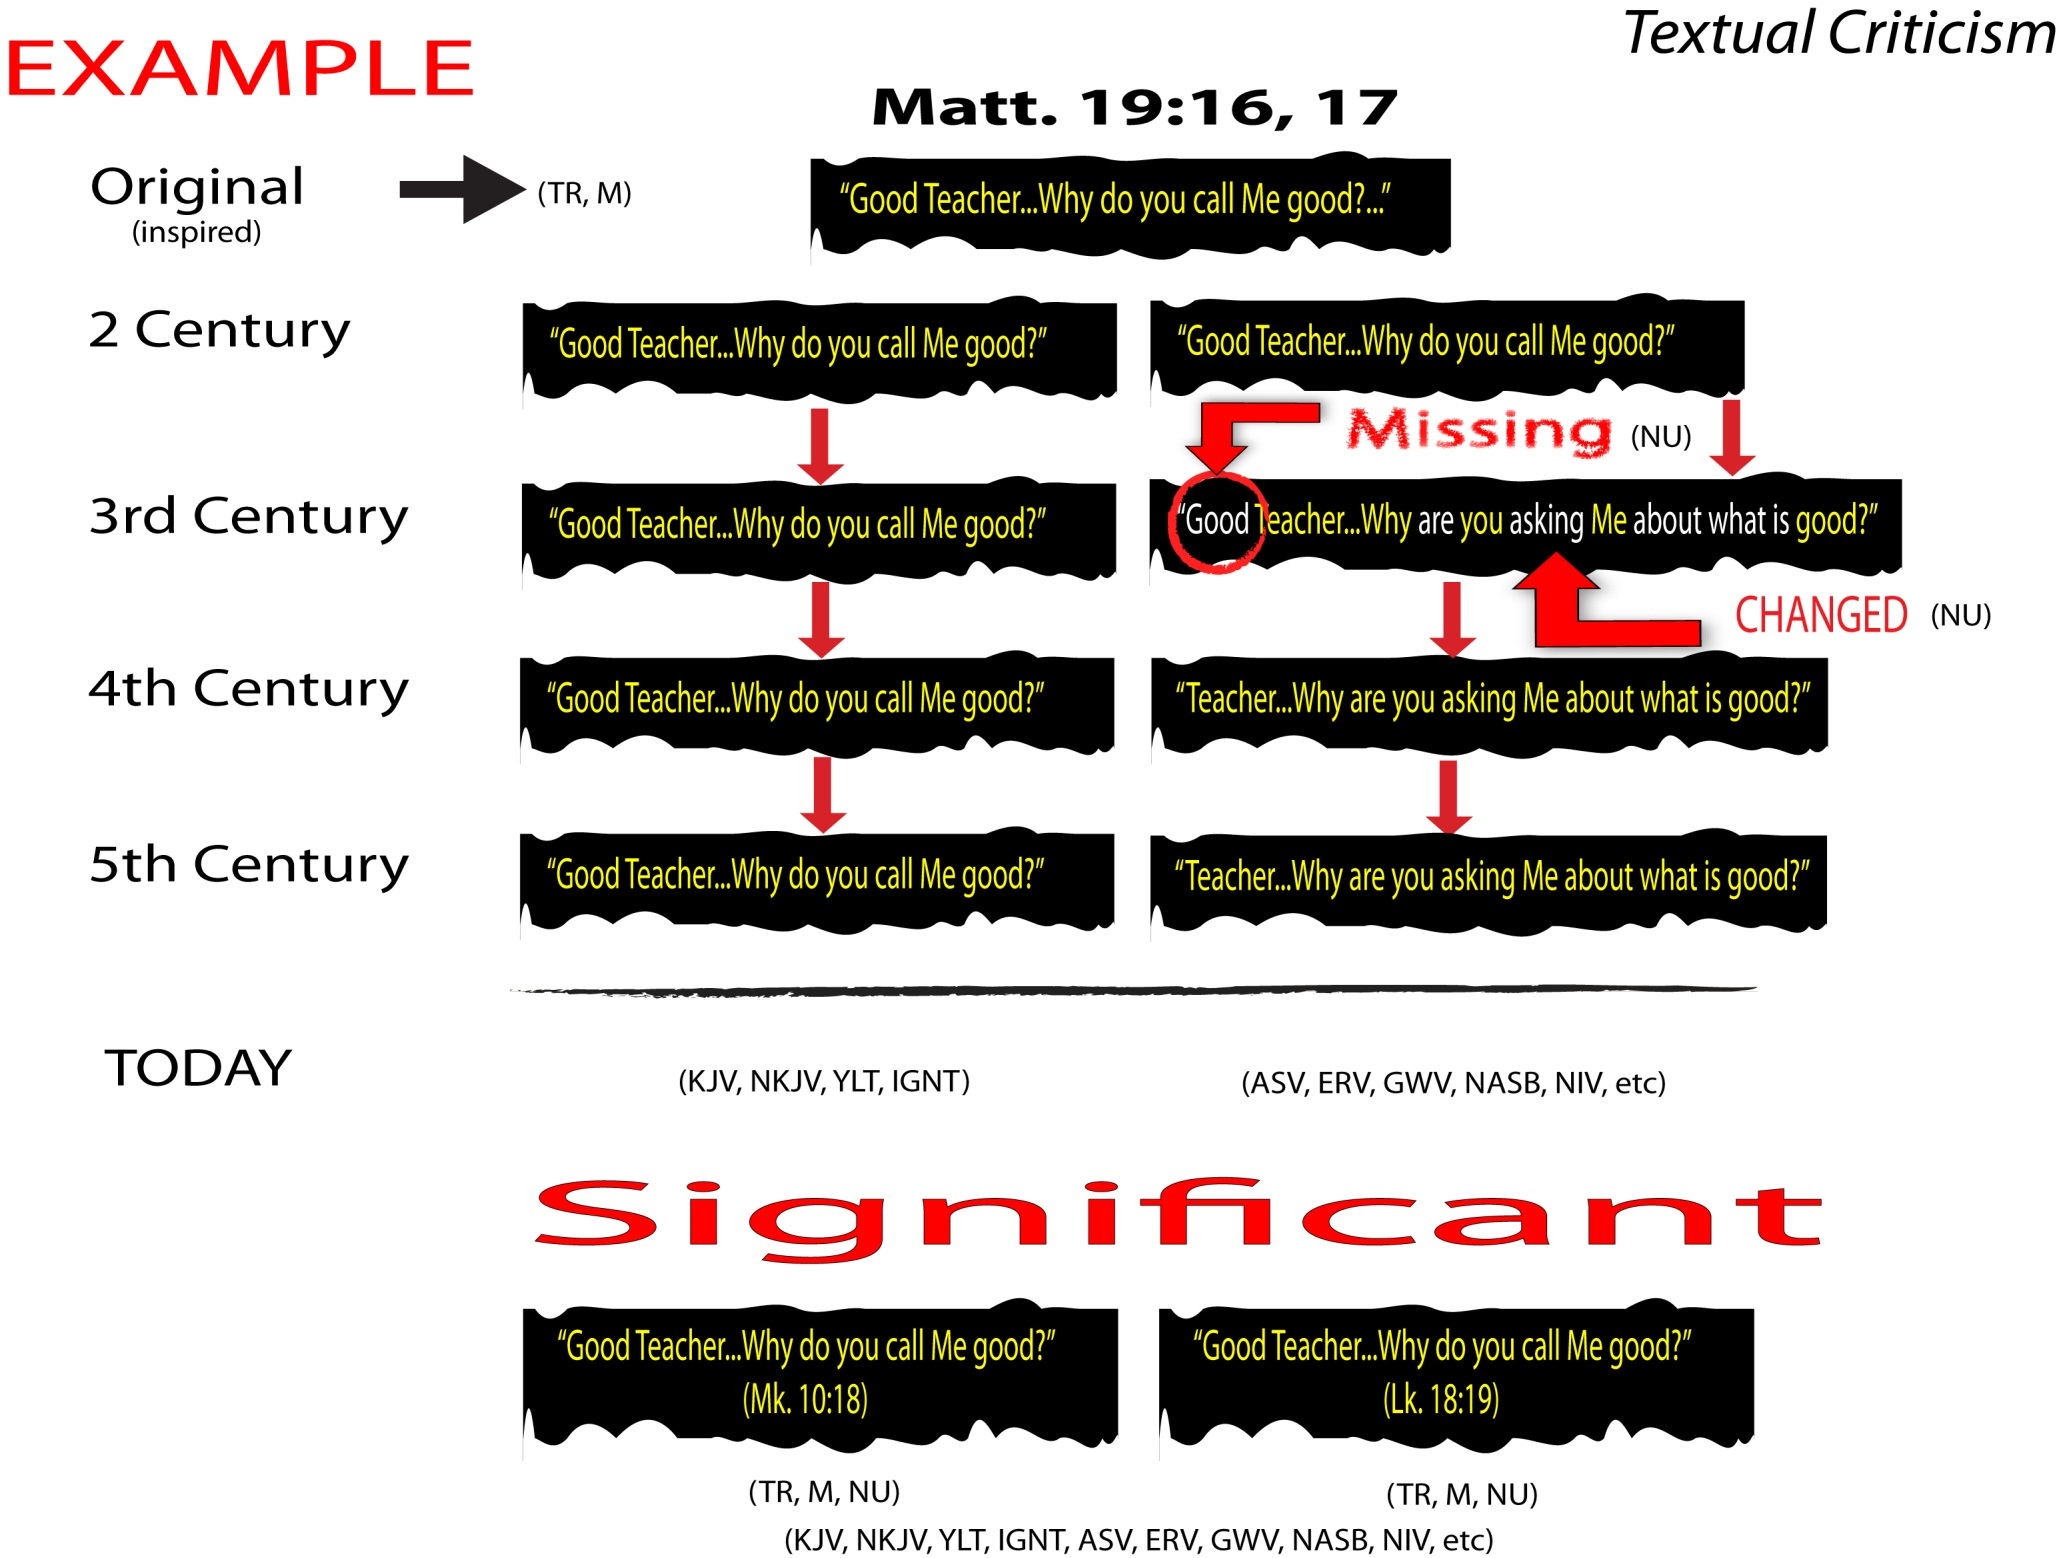 Textual Criticism
EXAMPLE
Matt. 19:16, 17
Original
(inspired)
(TR, M)
“Good Teacher...Why do you call Me good?...”
2 Century
“Good Teacher...Why do you call Me good?”
“Good Teacher...Why do you call Me good?”
Missing (NU)
3rd Century
“Good Teacher...Why do you call Me good?”
“Good Teacher...Why are you asking Me about what is good?”
CHANGED (NU)
4th Century
“Good Teacher...Why do you call Me good?”
“Teacher...Why are you asking Me about what is good?”
5th Century
“Good Teacher...Why do you call Me good?”
“Teacher...Why are you asking Me about what is good?”
TODAY
(KJV, NKJV, YLT, IGNT)
(ASV, ERV, GWV, NASB, NIV, etc)
Significant
“Good Teacher...Why do you call Me good?”
(Mk. 10:18)
“Good Teacher...Why do you call Me good?”
(Lk. 18:19)
(TR, M, NU)
(TR, M, NU)
(KJV, NKJV, YLT, IGNT, ASV, ERV, GWV, NASB, NIV, etc)